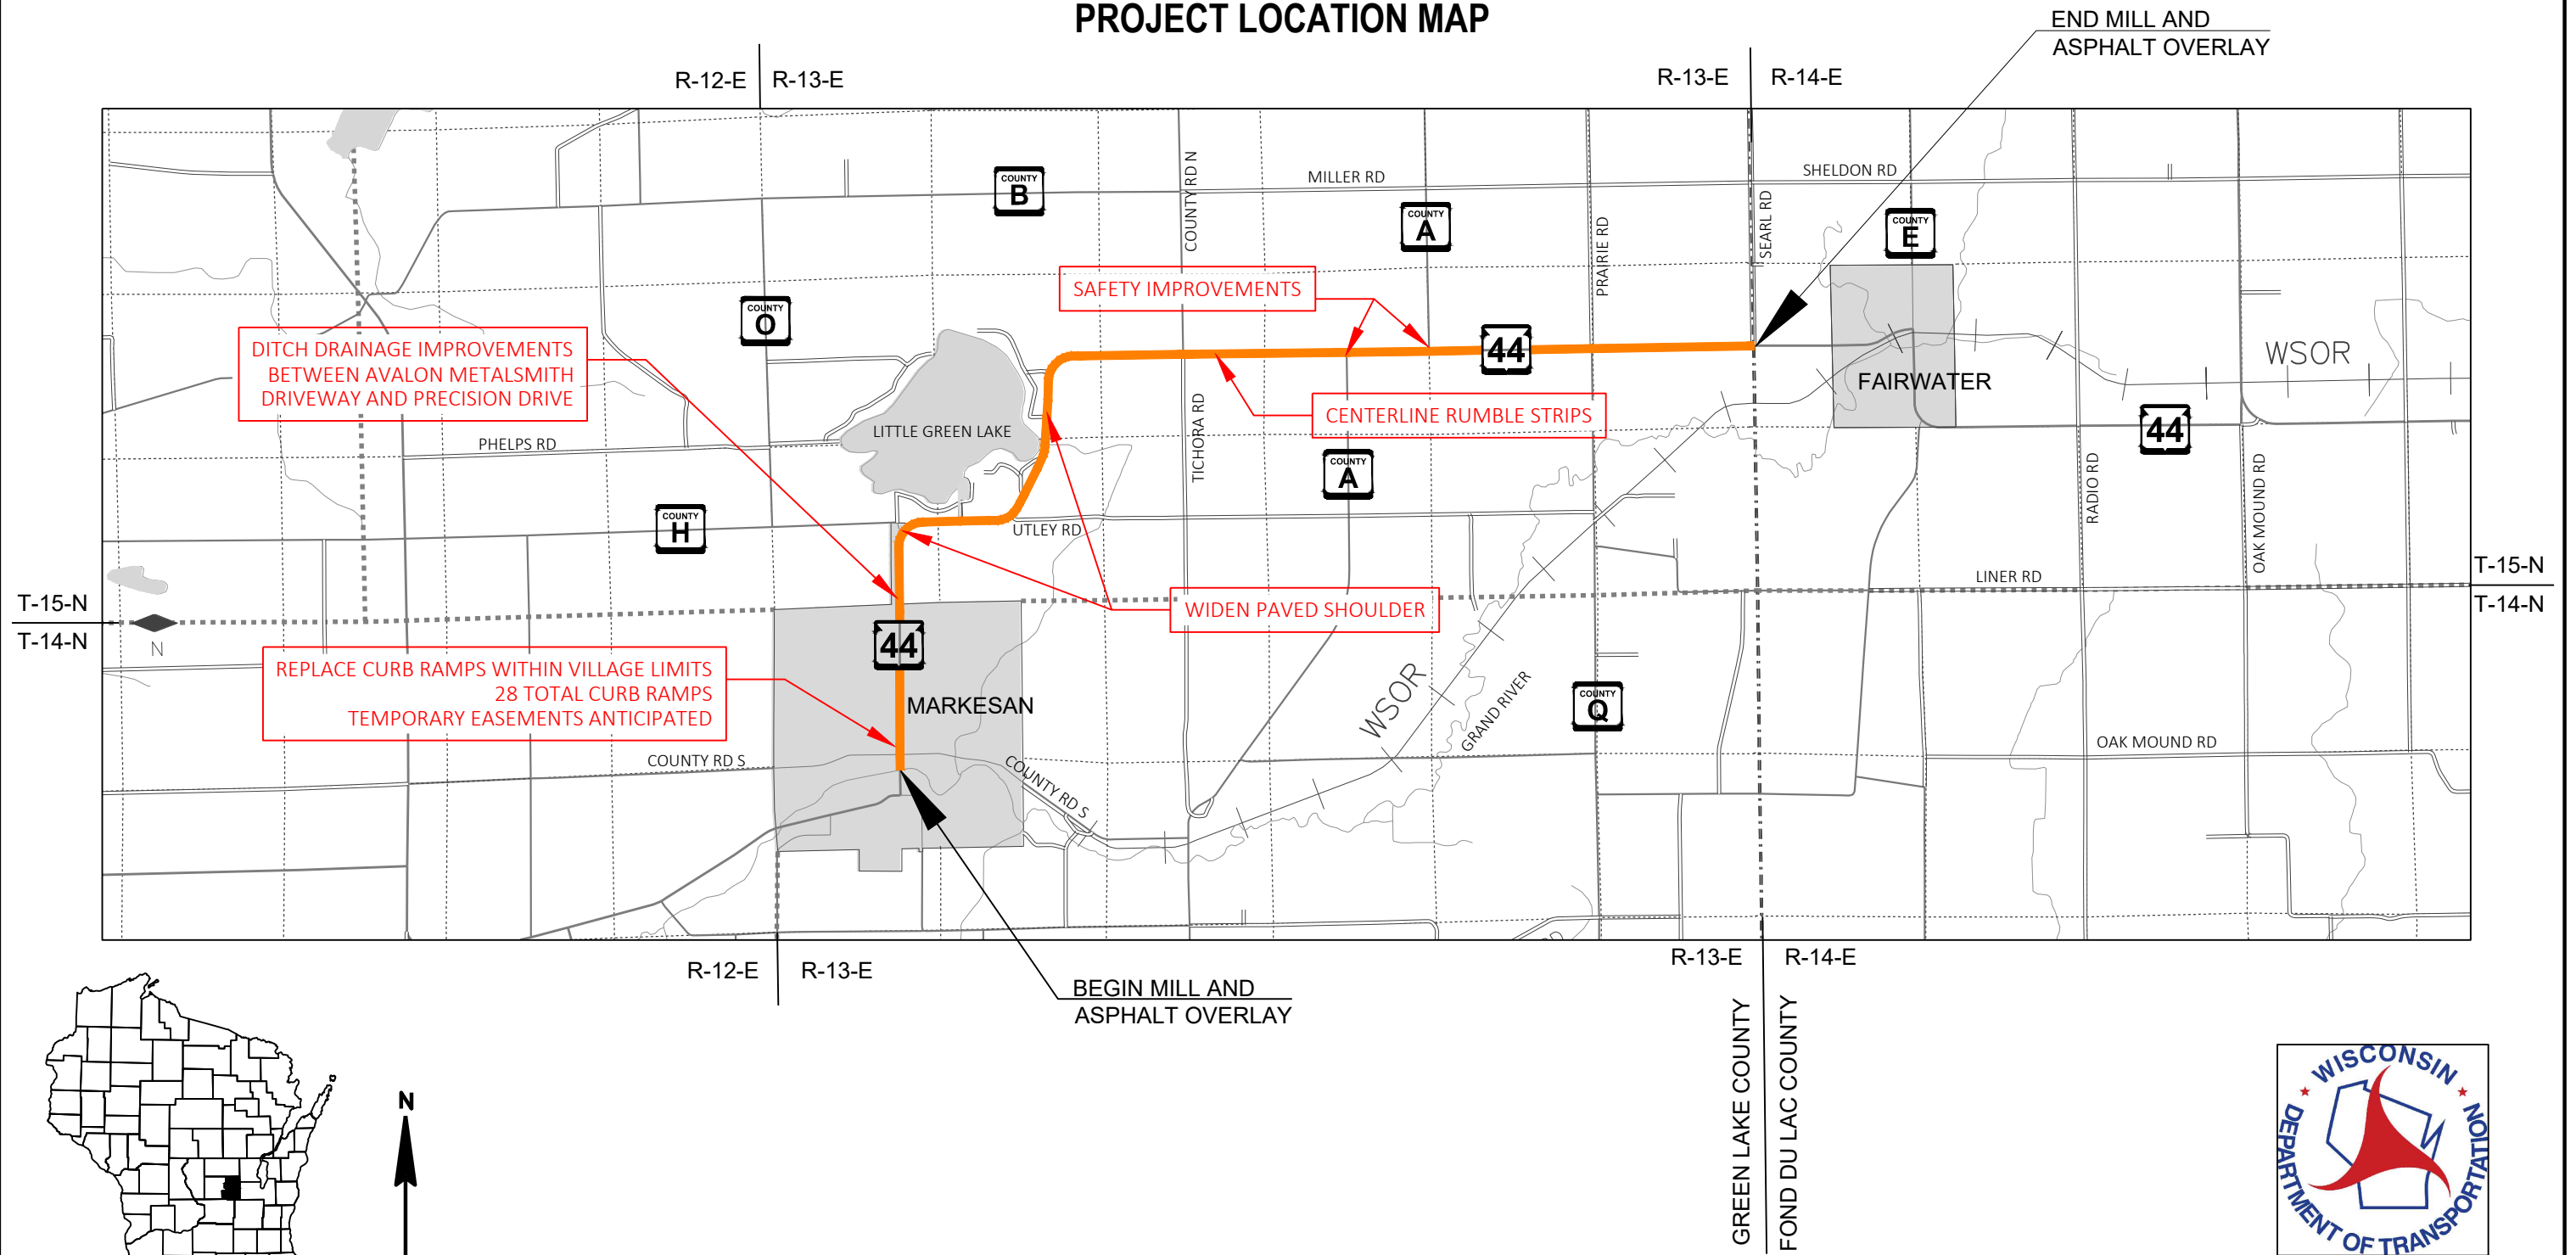 PROJECT LOCATION MAP
END MILL AND
ASPHALT OVERLAY
R-12-E
R-13-E
R-13-E
R-14-E
COUNTY
B
COUNTY RD N
MILLER RD
COUNTY
A
PRAIRIE RD
SEARL RD
SHELDON RD
COUNTY
E
SAFETY IMPROVEMENTS
COUNTY
O
DITCH DRAINAGE IMPROVEMENTS
BETWEEN AVALON METALSMITH
DRIVEWAY AND PRECISION DRIVE
44
WSOR
FAIRWATER
CENTERLINE RUMBLE STRIPS
LITTLE GREEN LAKE
PHELPS RD
TICHORA RD
COUNTY
A
44
RADIO RD
OAK MOUND RD
COUNTY
H
UTLEY RD
T-15-N
T-14-N
N
LINER RD
T-15-N
T-14-N
WIDEN PAVED SHOULDER
44
REPLACE CURB RAMPS WITHIN VILLAGE LIMITS
28 TOTAL CURB RAMPS
TEMPORARY EASEMENTS ANTICIPATED
MARKESAN
WSOR
GRAND RIVER
COUNTY
Q
COUNTY RD S
COUNTY RD S
OAK MOUND RD
R-12-E
R-13-E
R-13-E
R-14-E
BEGIN MILL AND
ASPHALT OVERLAY
GREEN LAKE COUNTY
FOND DU LAC COUNTY
N
WISCONSIN
DEPARTMENT OF TRANSPORTATION